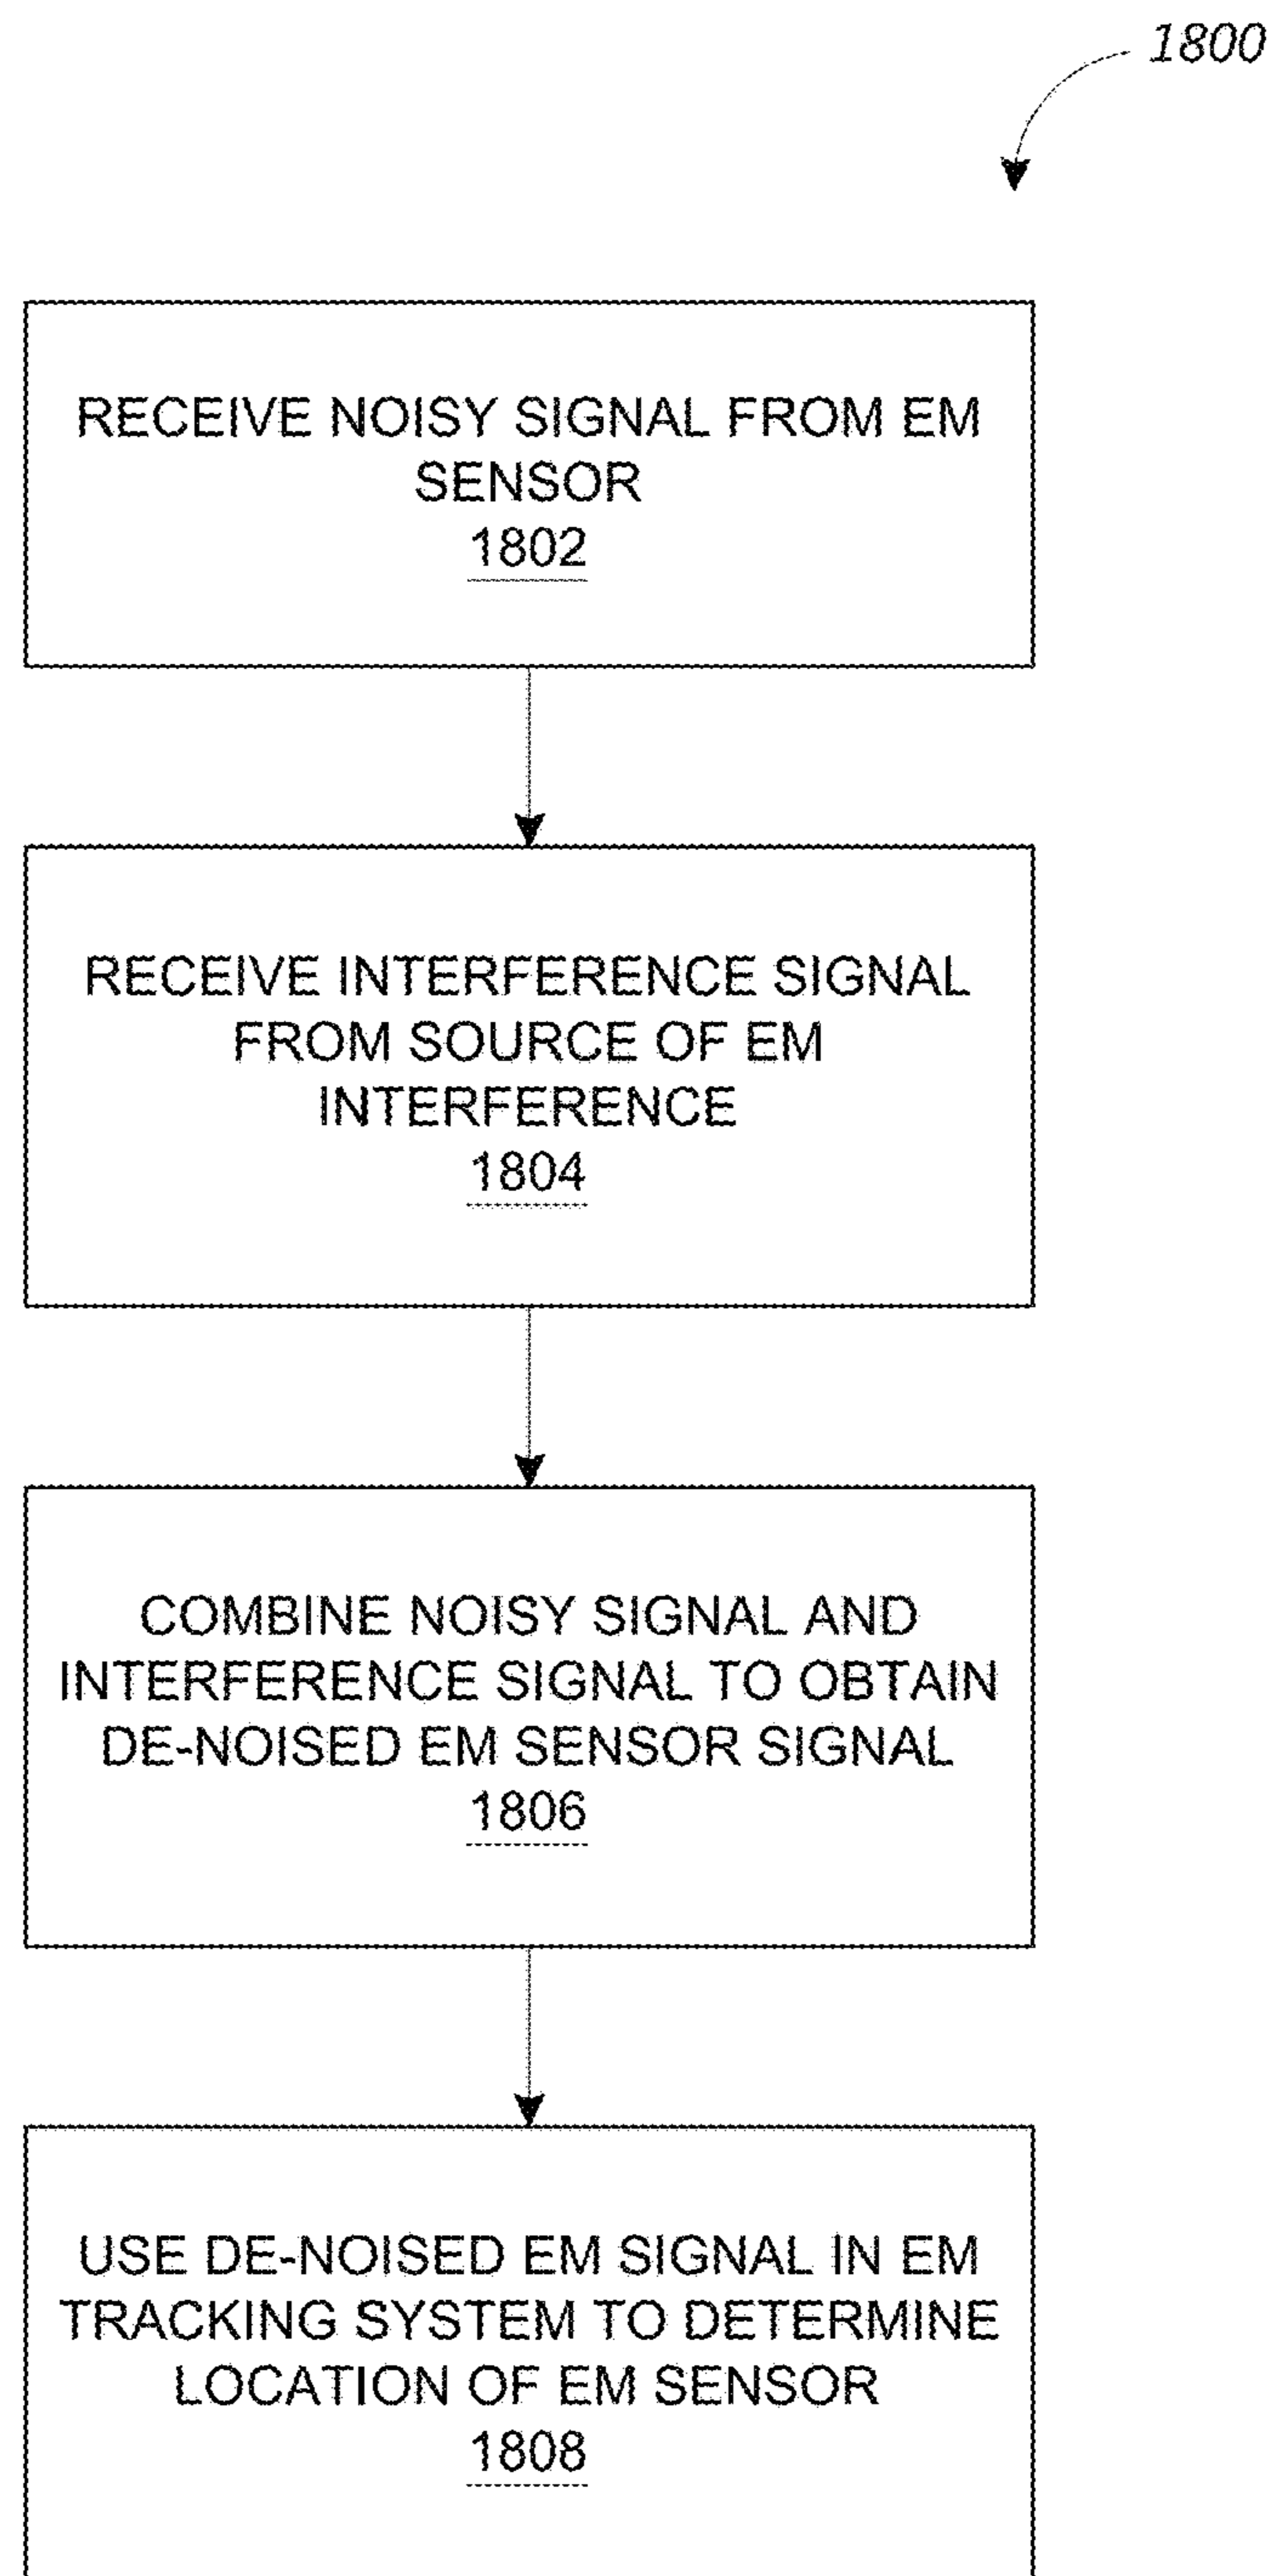 1800
RECEIVE NOISY SIGNAL FROM EM
SENSOR
1802
RECEIVE INTERFERENCE SIGNAL
FROM SOURCE OF EM
INTERFERENCE
1804
COMBINE NOISY SIGNAL AND
INTERFERENCE SIGNAL TO OBTAIN
DE-NOISED EM SENSOR SIGNAL
1806
USE DE-NOISED EM SIGNAL IN EM
TRACKING SYSTEM TO DETERMINE
LOCATION OF EM SENSOR
1808